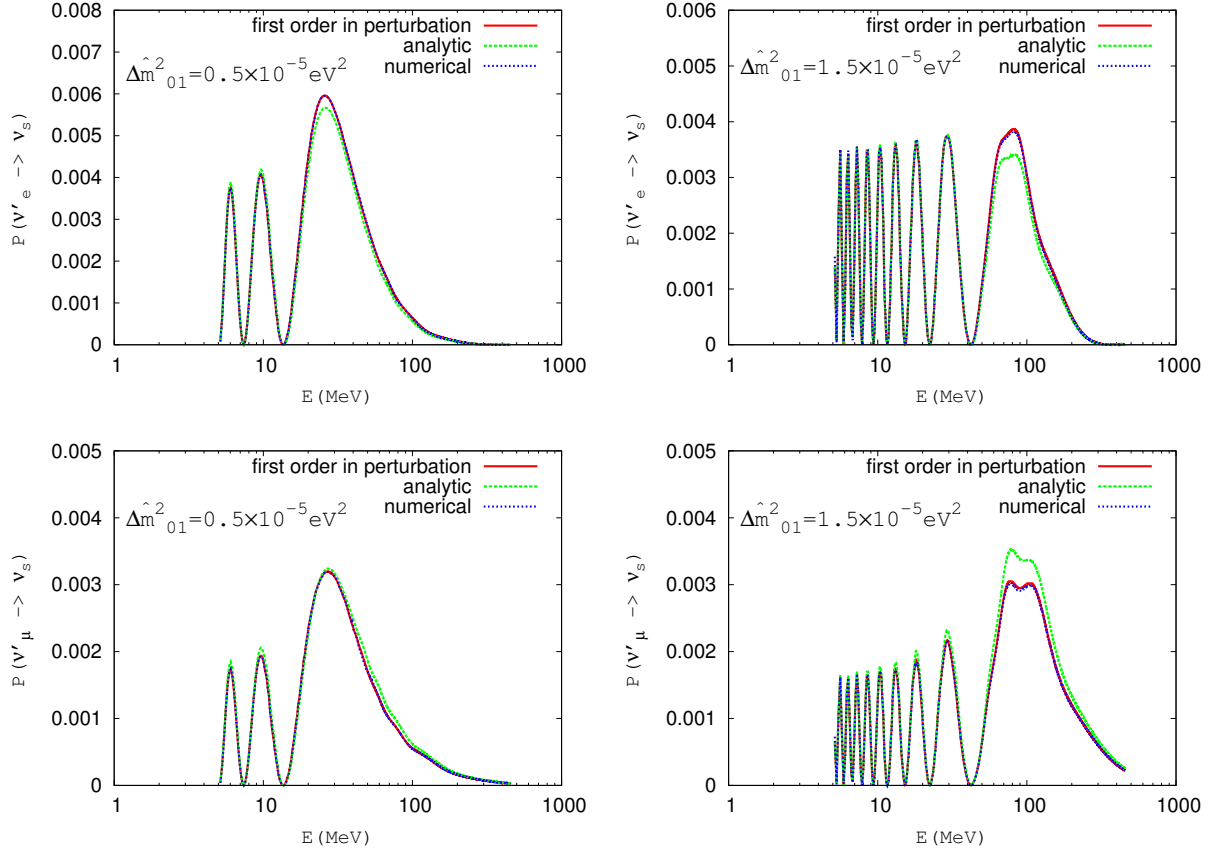 0.008
0.007
0.006
0.005
0.004
0.003
0.002
0.001
0
1 10 100 1000
P(ν'e -> νs)
E(MeV)
Δm̂²₀₁=0.5×10⁻⁵eV²
first order in perturbation
analytic
numerical
0.006
0.005
0.004
0.003
0.002
0.001
0
1 10 100 1000
P(ν'e -> νs)
E(MeV)
Δm̂²₀₁=1.5×10⁻⁵eV²
first order in perturbation
analytic
numerical
0.005
0.004
0.003
0.002
0.001
0
1 10 100 1000
P(ν'μ -> νs)
E(MeV)
Δm̂²₀₁=0.5×10⁻⁵eV²
first order in perturbation
analytic
numerical
0.005
0.004
0.003
0.002
0.001
0
1 10 100 1000
P(ν'μ -> νs)
E(MeV)
Δm̂²₀₁=1.5×10⁻⁵eV²
first order in perturbation
analytic
numerical